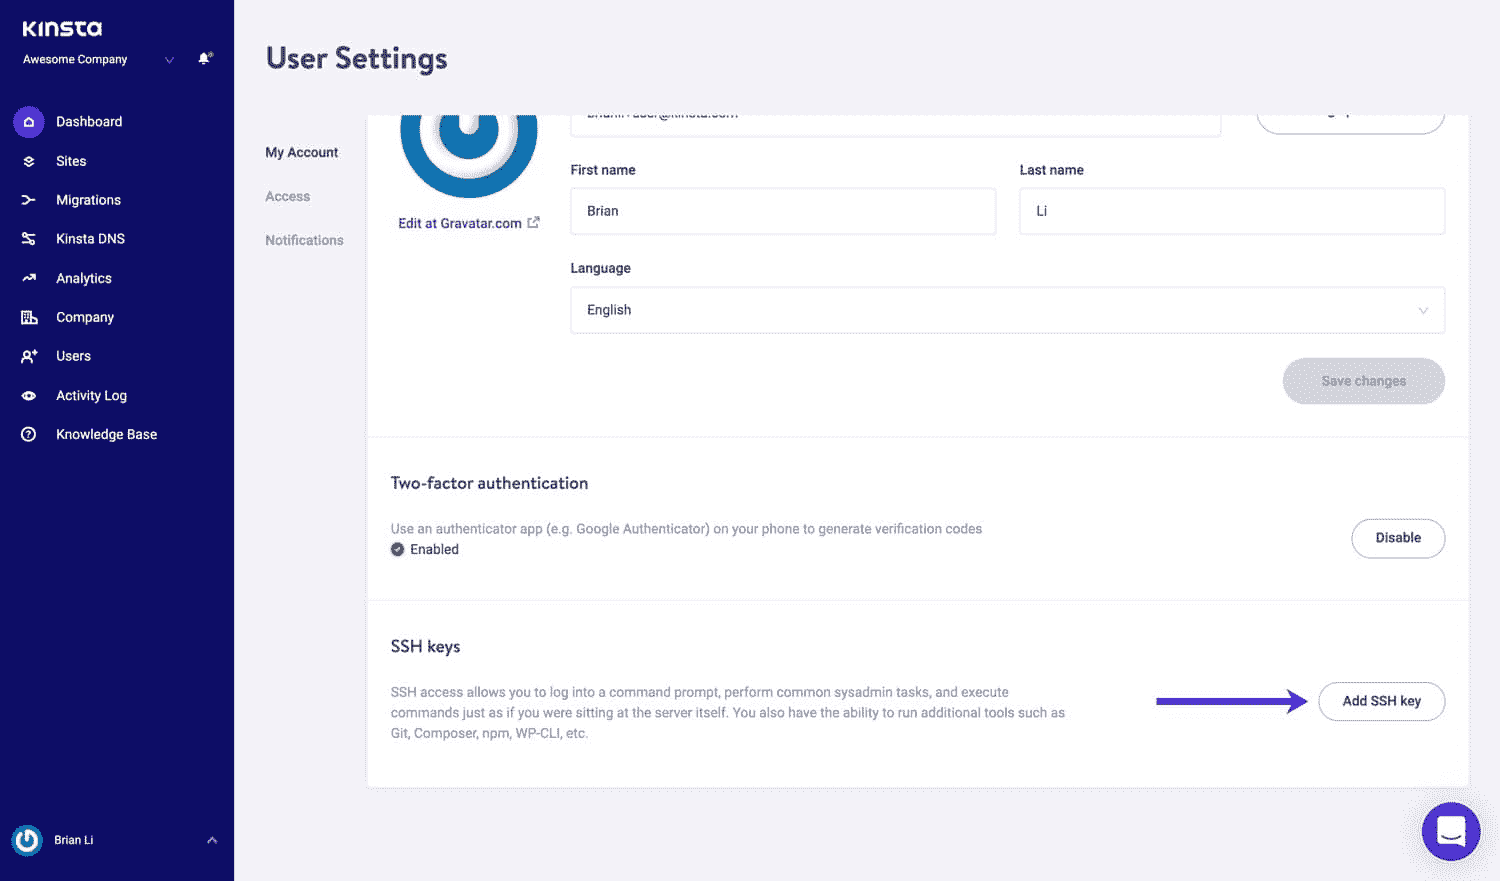 Kinsta
Awesome Company
Dashboard
Sites
Migrations
Kinsta DNS
Analytics
Company
Users
Activity Log
Knowledge Base
Brian Li
User Settings
My Account
Access
Notifications
Edit at Gravatar.com
First name
Last name
Brian
Li
Language
English
Save changes
Two-factor authentication
Use an authenticator app (e.g. Google Authenticator) on your phone to generate verification codes
Enabled
Disable
SSH keys
SSH access allows you to log into a command prompt, perform common sysadmin tasks, and execute
commands just as if you were sitting at the server itself. You also have the ability to run additional tools such as
Git, Composer, npm, WP-CLI, etc.
Add SSH key